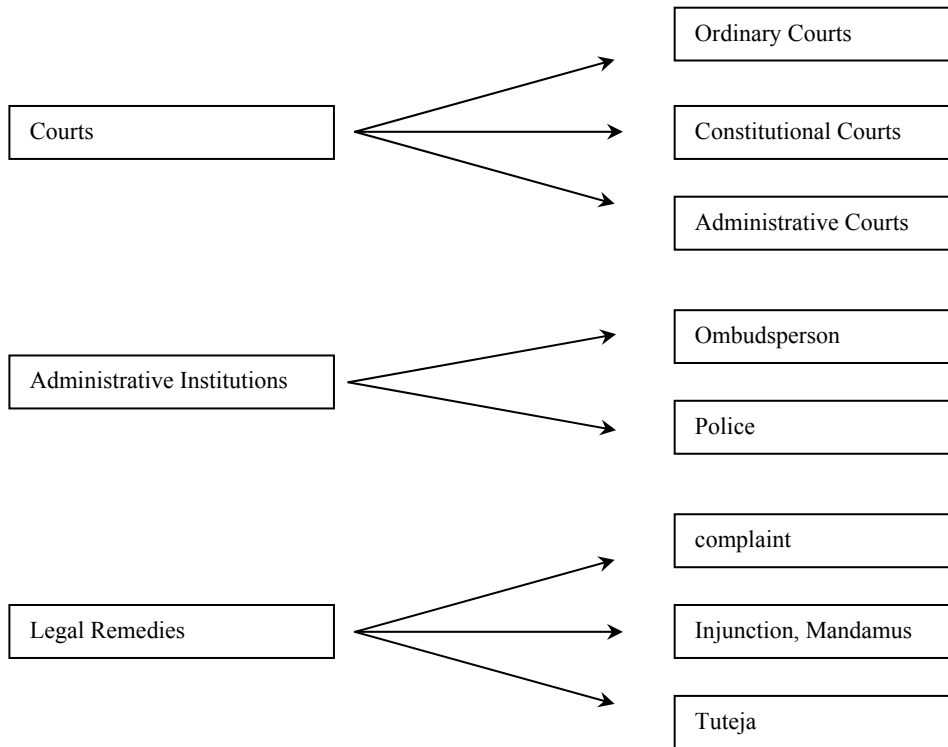 Ordinary Courts
Courts
Constitutional Courts
Administrative Courts
Ombudsperson
Administrative Institutions
Police
complaint
Legal Remedies
Injunction, Mandamus
Tuteja